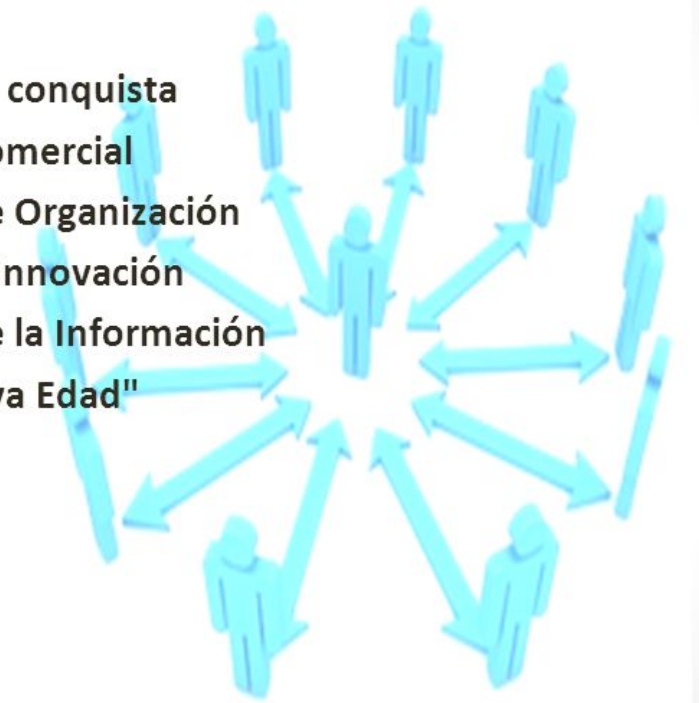 conquista
omercial
e Organización
nnovación
e la Información
va Edad"